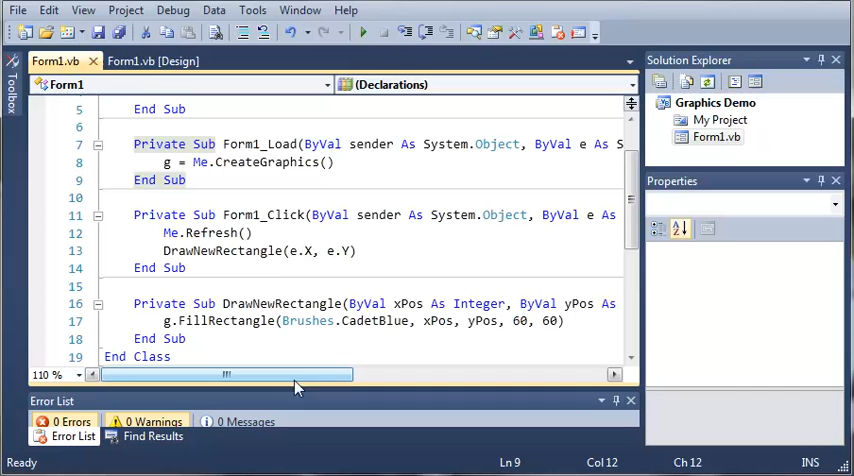 File Edit View Project Debug Data Tools Window Help
Form1.vb Form1.vb [Design]
Toolbox
Form1 (Declarations)
5 End Sub
6
7 Private Sub Form1_Load(ByVal sender As System.Object, ByVal e As S
8 g = Me.CreateGraphics()
9 End Sub
10
11 Private Sub Form1_Click(ByVal sender As System.Object, ByVal e As
12 Me.Refresh()
13 DrawNewRectangle(e.X, e.Y)
14 End Sub
15
16 Private Sub DrawNewRectangle(ByVal xPos As Integer, ByVal yPos As
17 g.FillRectangle(Brushes.CadetBlue, xPos, yPos, 60, 60)
18 End Sub
19 End Class
110 %
Solution Explorer
Graphics Demo
My Project
Form1.vb
Properties
Error List
0 Errors 0 Warnings 0 Messages
Error List Find Results
Ready Ln 9 Col 12 Ch 12 INS